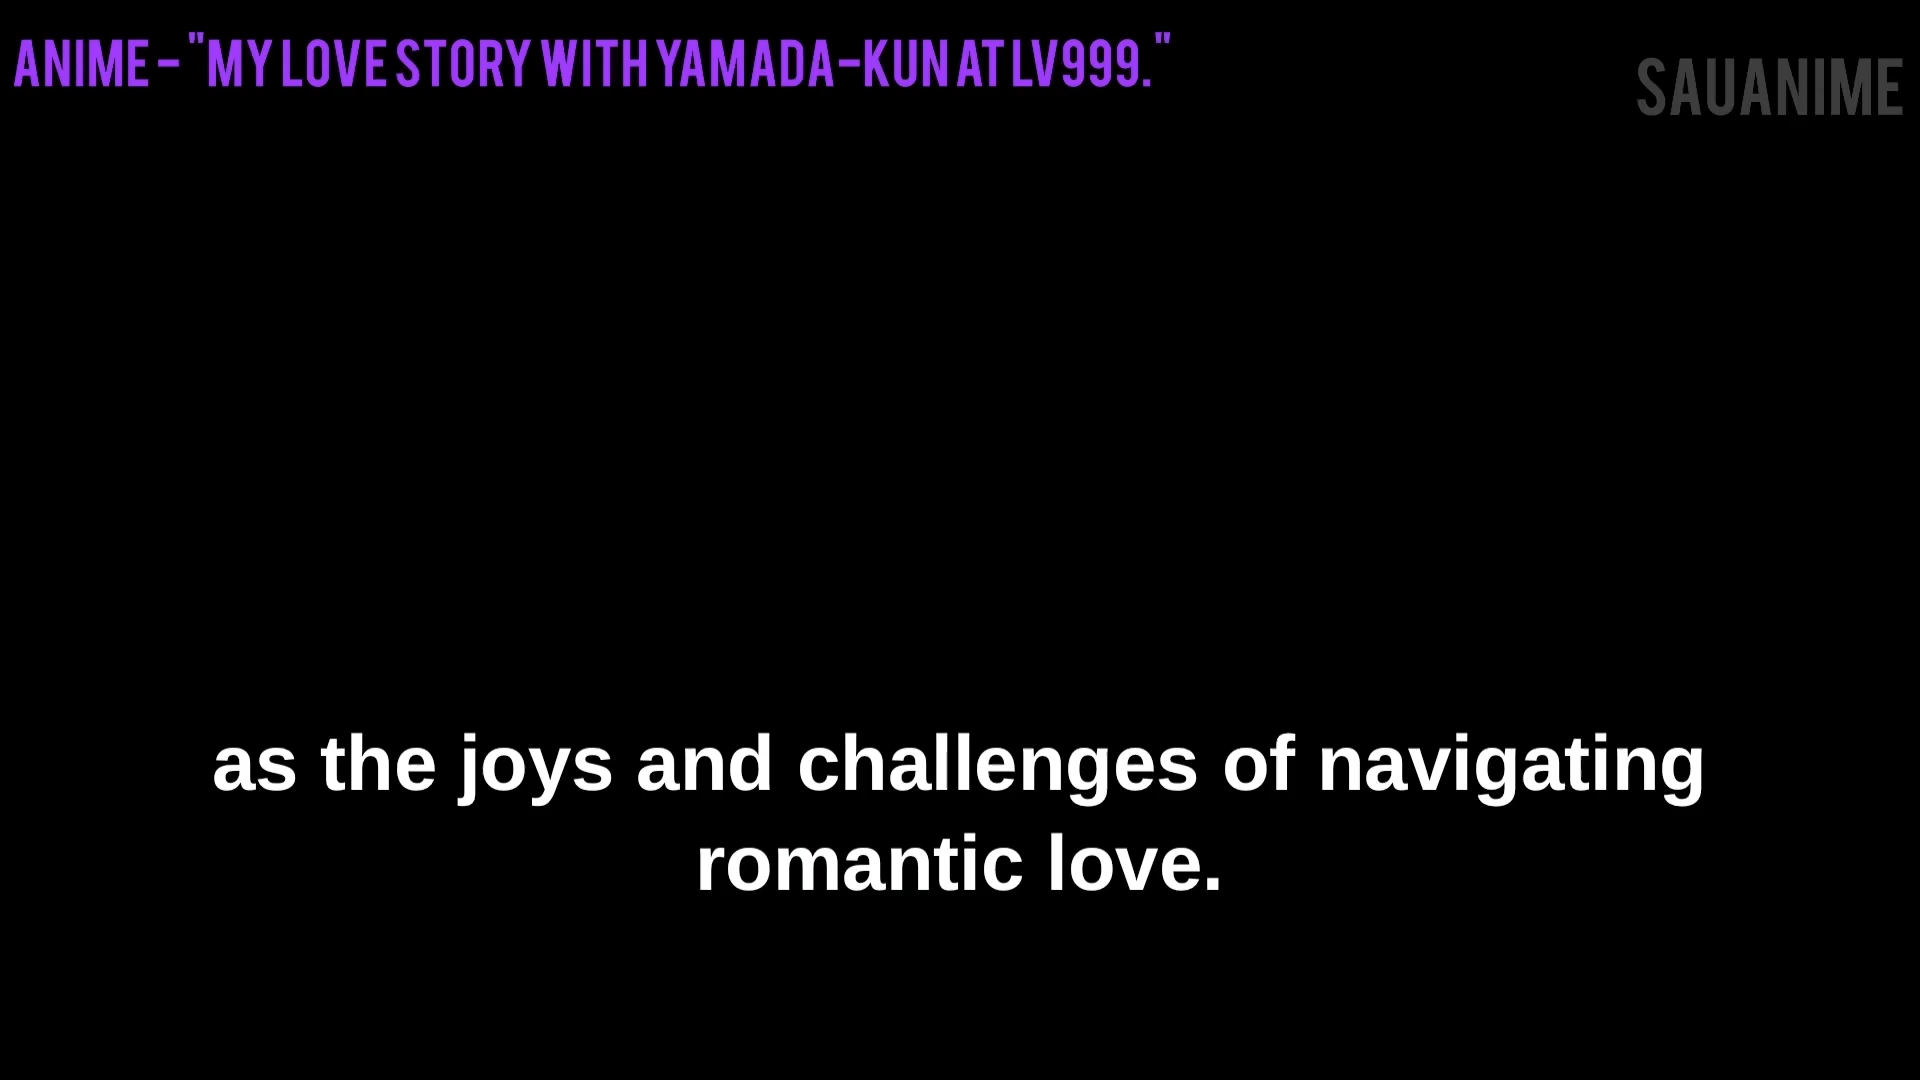 ANIME - "MY LOVE STORY WITH YAMADA-KUN AT LV999."
SAUANIME
as the joys and challenges of navigating
romantic love.